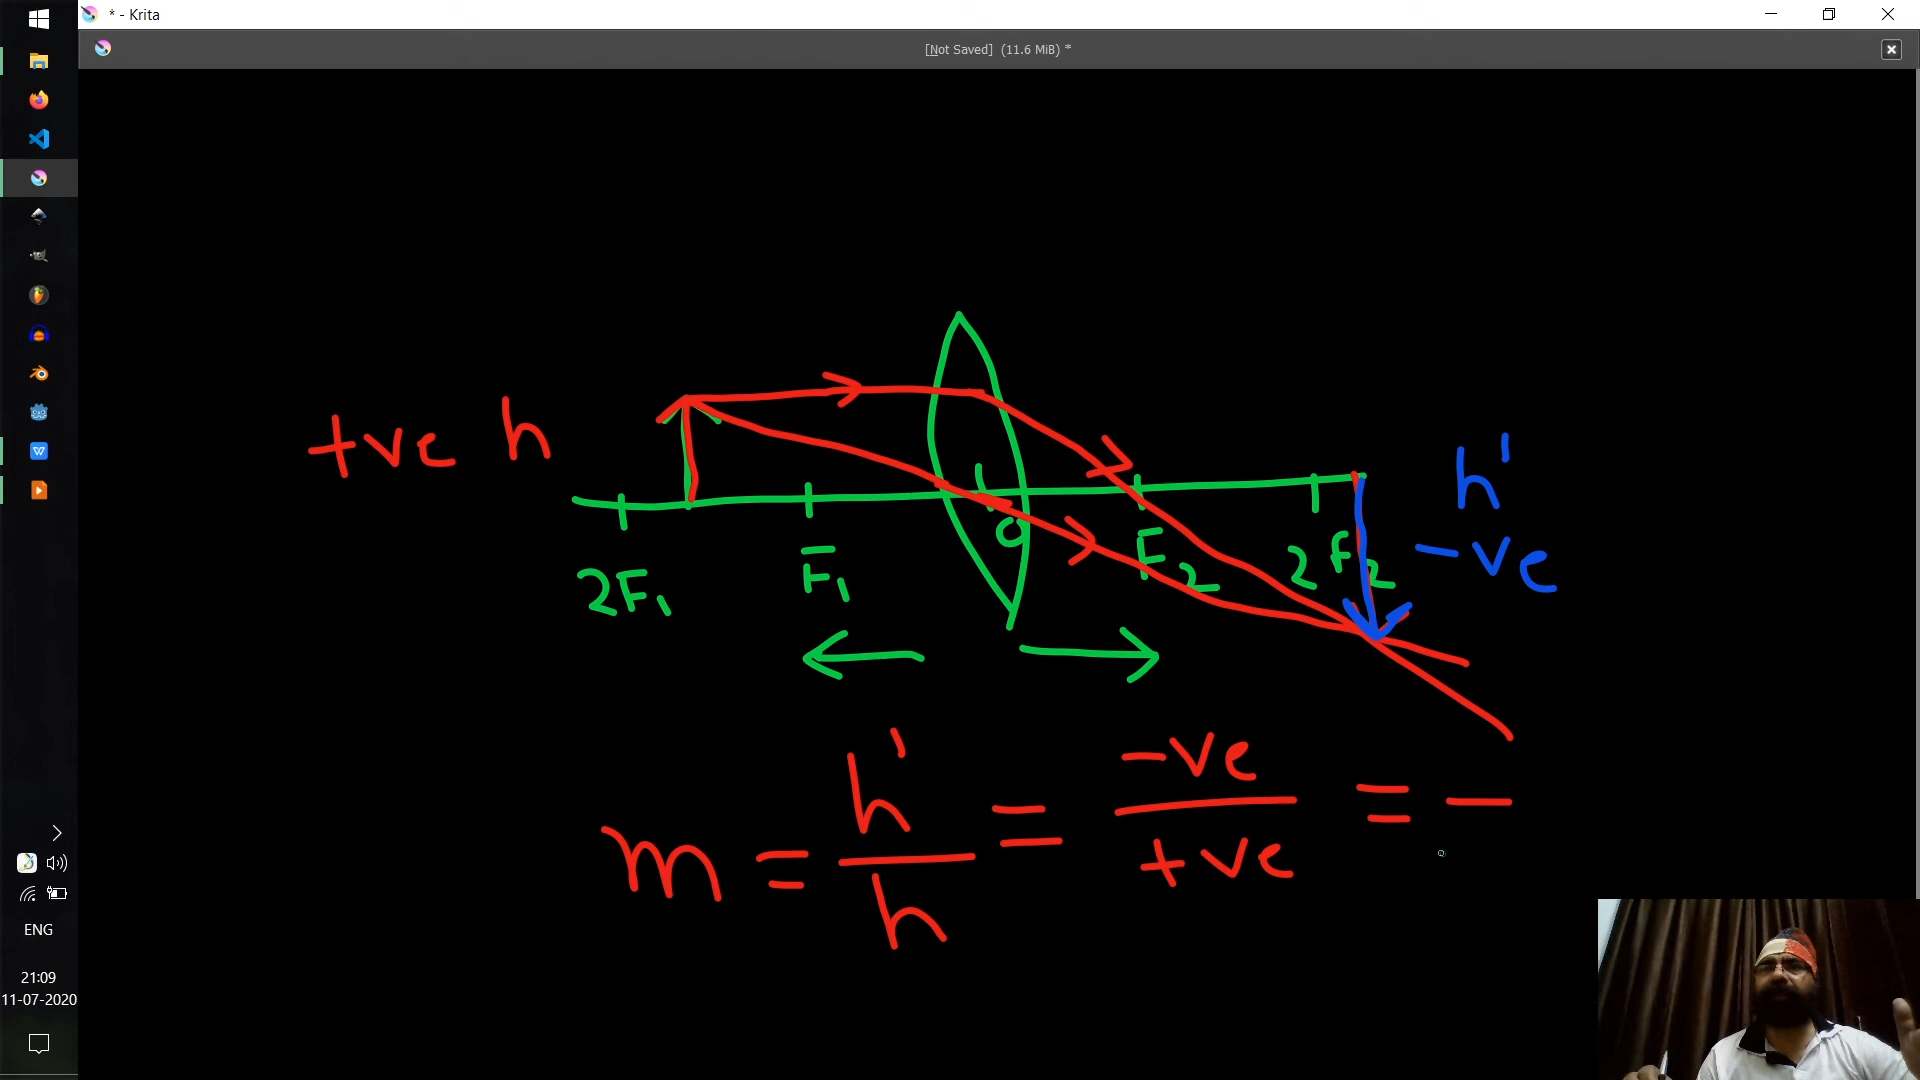 * - Krita
[Not Saved] (11.6 MiB) *
+ve h
h'
-ve
O
F₂
2F₂
2F₁
F₁
m = h'/h = -ve/+ve = -
ENG
21:09
11-07-2020